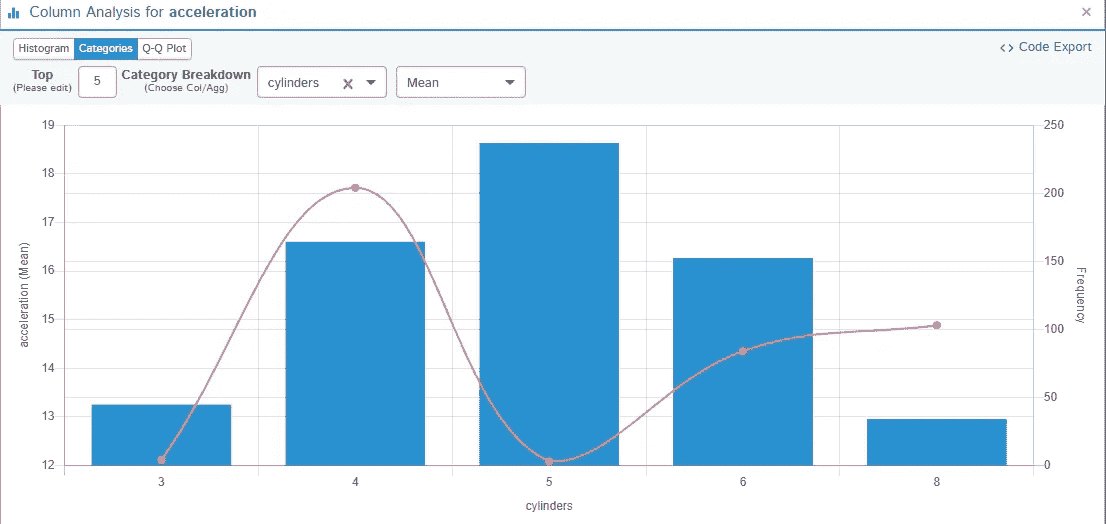 Column Analysis for acceleration ×
Histogram Categories Q-Q Plot <> Code Export
Top 5 Category Breakdown cylinders X Mean
(Please edit) (Choose Col/Agg)
19 250
18
200
17
16 150
15
100
14
50
13
12 0
acceleration (Mean)
Frequency
3 4 5 6 8
cylinders